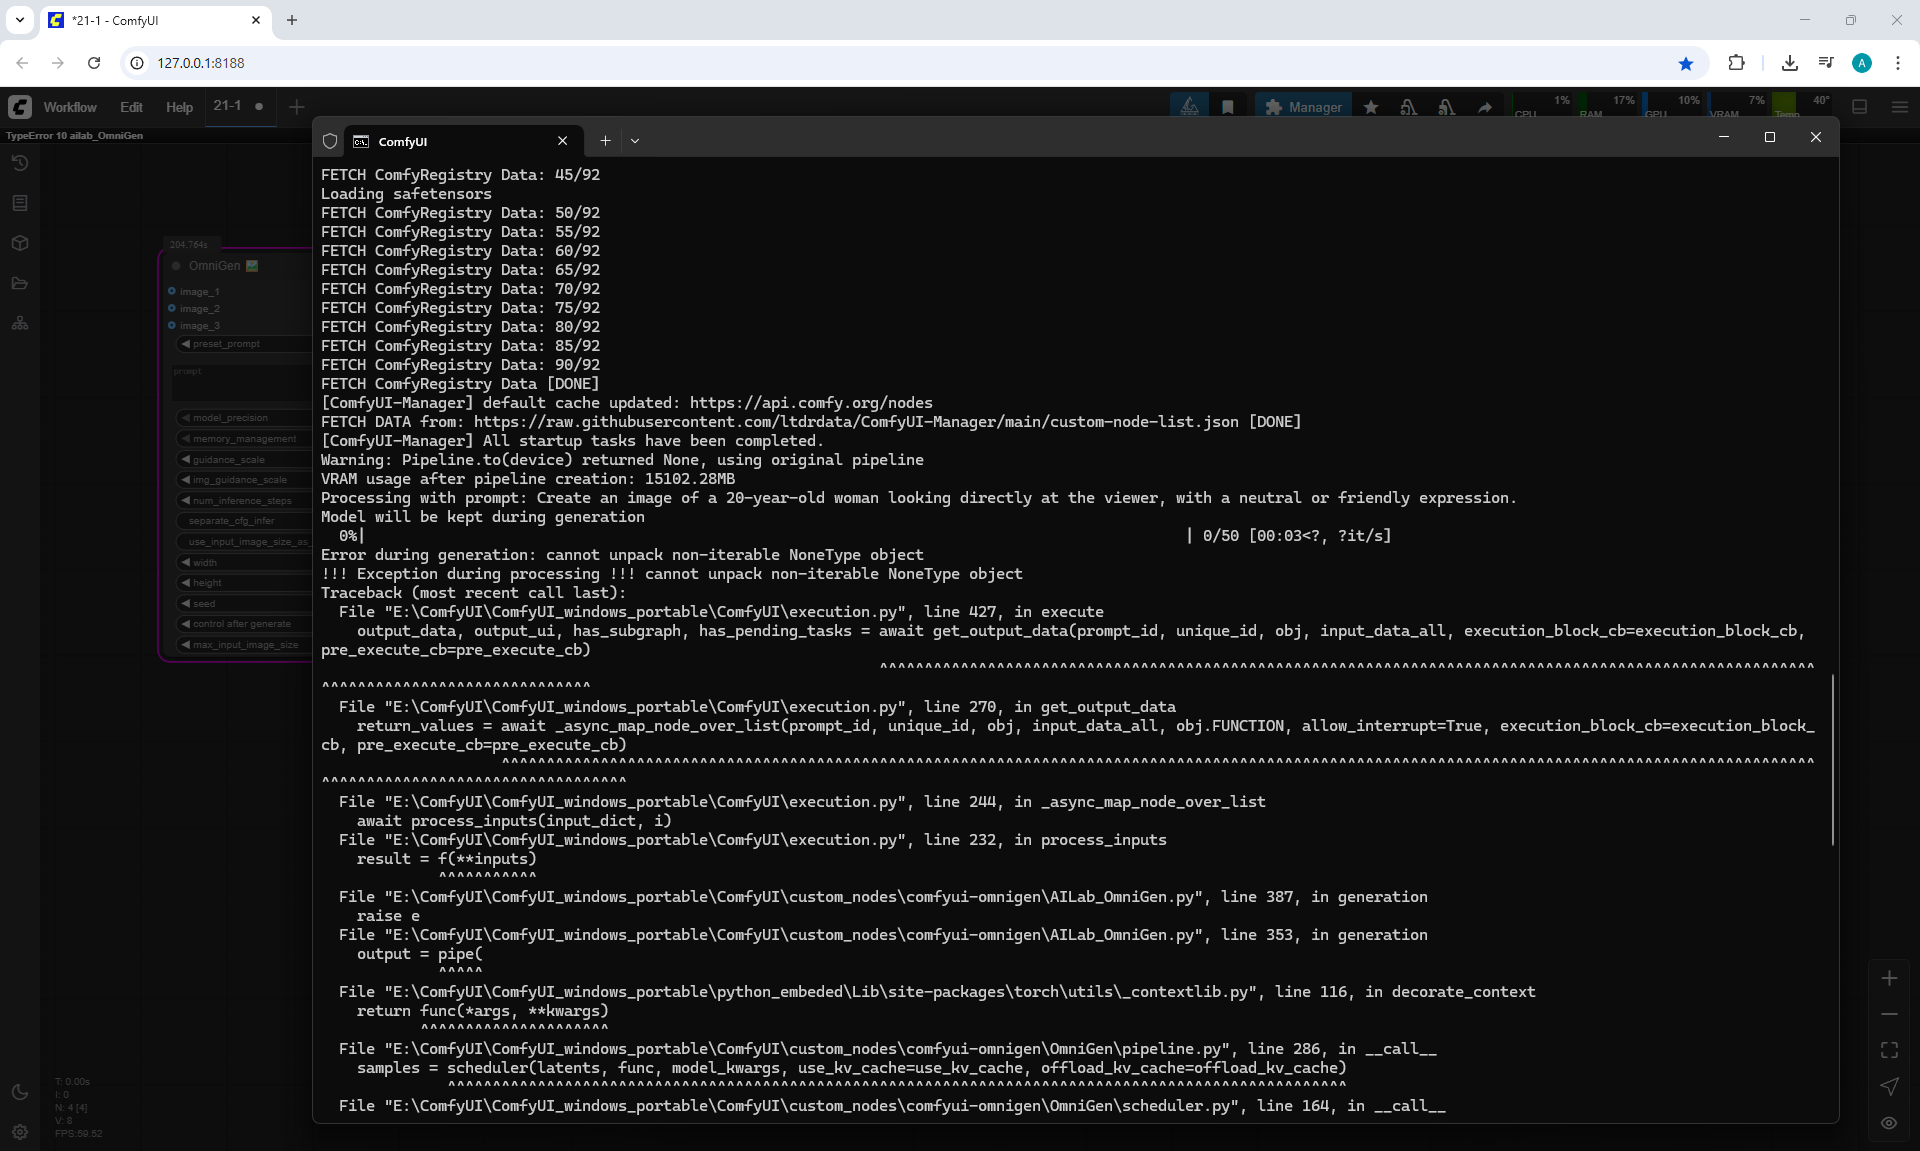 *21-1 - ComfyUI
127.0.0.1:8188
Workflow Edit Help 21-1
Manager
1% 17% 10% 7% 40°
CPU RAM GPU VRAM Temp
TypeError 10 ailab_OmniGen
ComfyUI
FETCH ComfyRegistry Data: 45/92
Loading safetensors
FETCH ComfyRegistry Data: 50/92
FETCH ComfyRegistry Data: 55/92
FETCH ComfyRegistry Data: 60/92
FETCH ComfyRegistry Data: 65/92
FETCH ComfyRegistry Data: 70/92
FETCH ComfyRegistry Data: 75/92
FETCH ComfyRegistry Data: 80/92
FETCH ComfyRegistry Data: 85/92
FETCH ComfyRegistry Data: 90/92
FETCH ComfyRegistry Data [DONE]
[ComfyUI-Manager] default cache updated: https://api.comfy.org/nodes
FETCH DATA from: https://raw.githubusercontent.com/ltdrdata/ComfyUI-Manager/main/custom-node-list.json [DONE]
[ComfyUI-Manager] All startup tasks have been completed.
Warning: Pipeline.to(device) returned None, using original pipeline
VRAM usage after pipeline creation: 15102.28MB
Processing with prompt: Create an image of a 20-year-old woman looking directly at the viewer, with a neutral or friendly expression.
Model will be kept during generation
0%| | 0/50 [00:03<?, ?it/s]
Error during generation: cannot unpack non-iterable NoneType object
!!! Exception during processing !!! cannot unpack non-iterable NoneType object
Traceback (most recent call last):
File "E:\ComfyUI\ComfyUI_windows_portable\ComfyUI\execution.py", line 427, in execute
output_data, output_ui, has_subgraph, has_pending_tasks = await get_output_data(prompt_id, unique_id, obj, input_data_all, execution_block_cb=execution_block_cb,
pre_execute_cb=pre_execute_cb)
^^^^^^^^^^^^^^^^^^^^^^^^^^^^^^^^^^^^^^^^^^^^^^^^^^^^^^^^^^^^^^^^^^^^^^^^^^^^^^^^^^^^^^^^^^^^^^^^^^^^^^^^
^^^^^^^^^^^^^^^^^^^^^^^^^^^^^^
File "E:\ComfyUI\ComfyUI_windows_portable\ComfyUI\execution.py", line 270, in get_output_data
return_values = await _async_map_node_over_list(prompt_id, unique_id, obj, input_data_all, obj.FUNCTION, allow_interrupt=True, execution_block_cb=execution_block_
cb, pre_execute_cb=pre_execute_cb)
^^^^^^^^^^^^^^^^^^^^^^^^^^^^^^^^^^^^^^^^^^^^^^^^^^^^^^^^^^^^^^^^^^^^^^^^^^^^^^^^^^^^^^^^^^^^^^^^^^^^^^^^^^^^^^^^^^^^^^^^^^^^^^^^^^^^^^^^^^^^^^^^^^
^^^^^^^^^^^^^^^^^^^^^^^^^^^^^^^^^^
File "E:\ComfyUI\ComfyUI_windows_portable\ComfyUI\execution.py", line 244, in _async_map_node_over_list
await process_inputs(input_dict, i)
File "E:\ComfyUI\ComfyUI_windows_portable\ComfyUI\execution.py", line 232, in process_inputs
result = f(**inputs)
^^^^^^^^^^^
File "E:\ComfyUI\ComfyUI_windows_portable\ComfyUI\custom_nodes\comfyui-omnigen\AILab_OmniGen.py", line 387, in generation
raise e
File "E:\ComfyUI\ComfyUI_windows_portable\ComfyUI\custom_nodes\comfyui-omnigen\AILab_OmniGen.py", line 353, in generation
output = pipe(
^^^^^
File "E:\ComfyUI\ComfyUI_windows_portable\python_embeded\Lib\site-packages\torch\utils\_contextlib.py", line 116, in decorate_context
return func(*args, **kwargs)
^^^^^^^^^^^^^^^^^^^^^
File "E:\ComfyUI\ComfyUI_windows_portable\ComfyUI\custom_nodes\comfyui-omnigen\OmniGen\pipeline.py", line 286, in __call__
samples = scheduler(latents, func, model_kwargs, use_kv_cache=use_kv_cache, offload_kv_cache=offload_kv_cache)
^^^^^^^^^^^^^^^^^^^^^^^^^^^^^^^^^^^^^^^^^^^^^^^^^^^^^^^^^^^^^^^^^^^^^^^^^^^^^^^^^^^^^^^^^^^^^^^^^^^^
File "E:\ComfyUI\ComfyUI_windows_portable\ComfyUI\custom_nodes\comfyui-omnigen\OmniGen\scheduler.py", line 164, in __call__
204.764s
OmniGen
image_1
image_2
image_3
preset_prompt
prompt
model_precision
memory_management
guidance_scale
img_guidance_scale
num_inference_steps
separate_cfg_infer
use_input_image_size_as_
width
height
seed
control after generate
max_input_image_size
T: 0.00s
I: 0
N: 4 [4]
V: 8
FPS:59.52
A